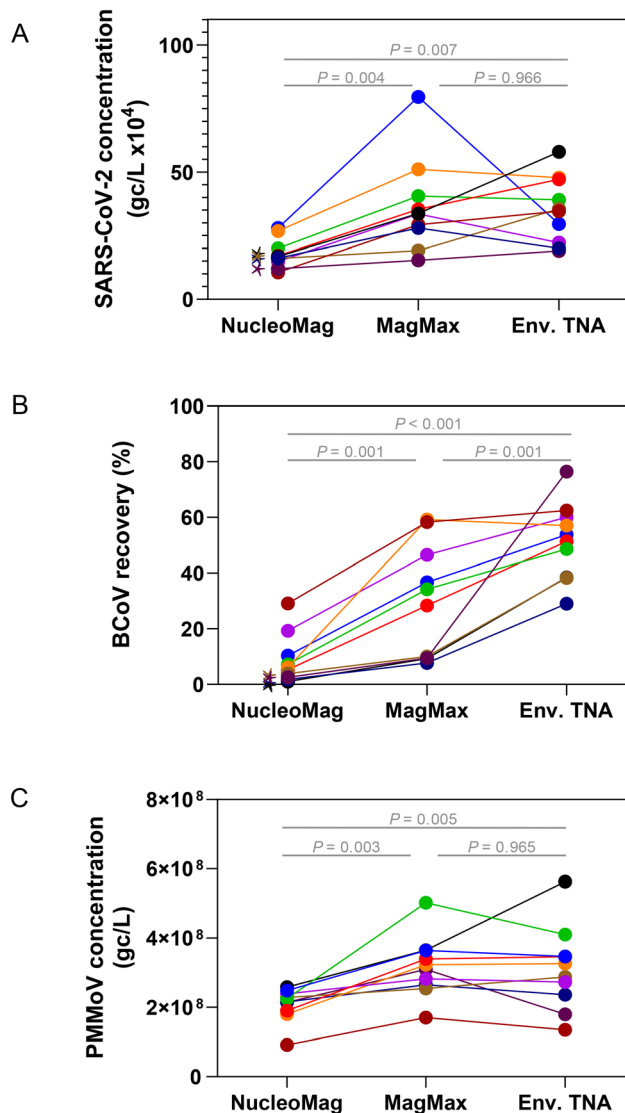 A
SARS-CoV-2 concentration
(gc/L x10⁴)
100
50
0
P = 0.007
P = 0.004
P = 0.966
NucleoMag
MagMax
Env. TNA
B
BCoV recovery (%)
100
80
60
40
20
0
P < 0.001
P = 0.001
P = 0.001
NucleoMag
MagMax
Env. TNA
C
PMMoV concentration
(gc/L)
8×10⁸
6×10⁸
4×10⁸
2×10⁸
0
P = 0.005
P = 0.003
P = 0.965
NucleoMag
MagMax
Env. TNA